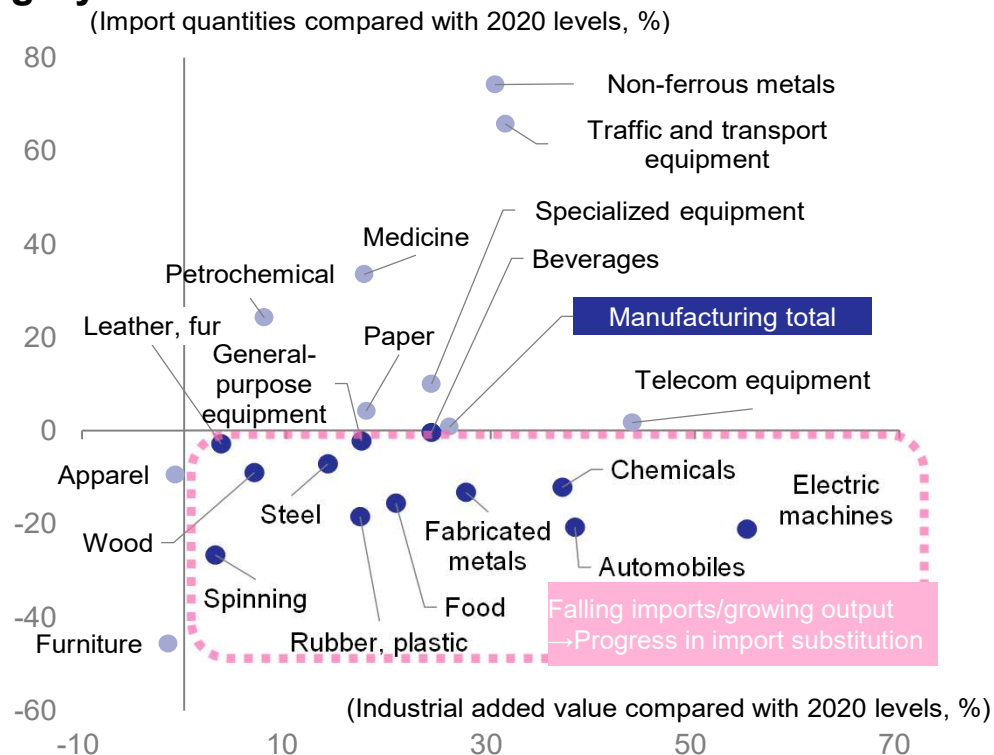 (Import quantities compared with 2020 levels, %)
80
Non-ferrous metals
60
Traffic and transport
equipment
Specialized equipment
40
Medicine
Beverages
Petrochemical
Manufacturing total
Leather, fur
20
Paper
General-
purpose
equipment
Telecom equipment
0
Apparel
Chemicals
Electric
machines
Steel
-20
Fabricated
metals
Wood
Automobiles
Spinning
Food
Falling imports/growing output
→Progress in import substitution
-40
Furniture
Rubber, plastic
-60
(Industrial added value compared with 2020 levels, %)
-10
10
30
50
70